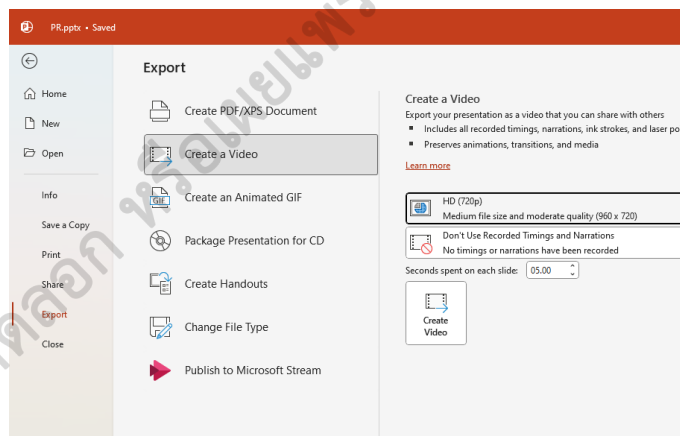 PR.pptx • Saved
Home
New
Open
Info
Save a Copy
Print
Share
Export
Close
Export
Create PDF/XPS Document
Create a Video
Create an Animated GIF
Package Presentation for CD
Create Handouts
Change File Type
Publish to Microsoft Stream
Create a Video
Export your presentation as a video that you can share with others
Includes all recorded timings, narrations, ink strokes, and laser po
Preserves animations, transitions, and media
Learn more
HD (720p)
Medium file size and moderate quality (960 x 720)
Don't Use Recorded Timings and Narrations
No timings or narrations have been recorded
Seconds spent on each slide: 05.00
Create
Video
GIF